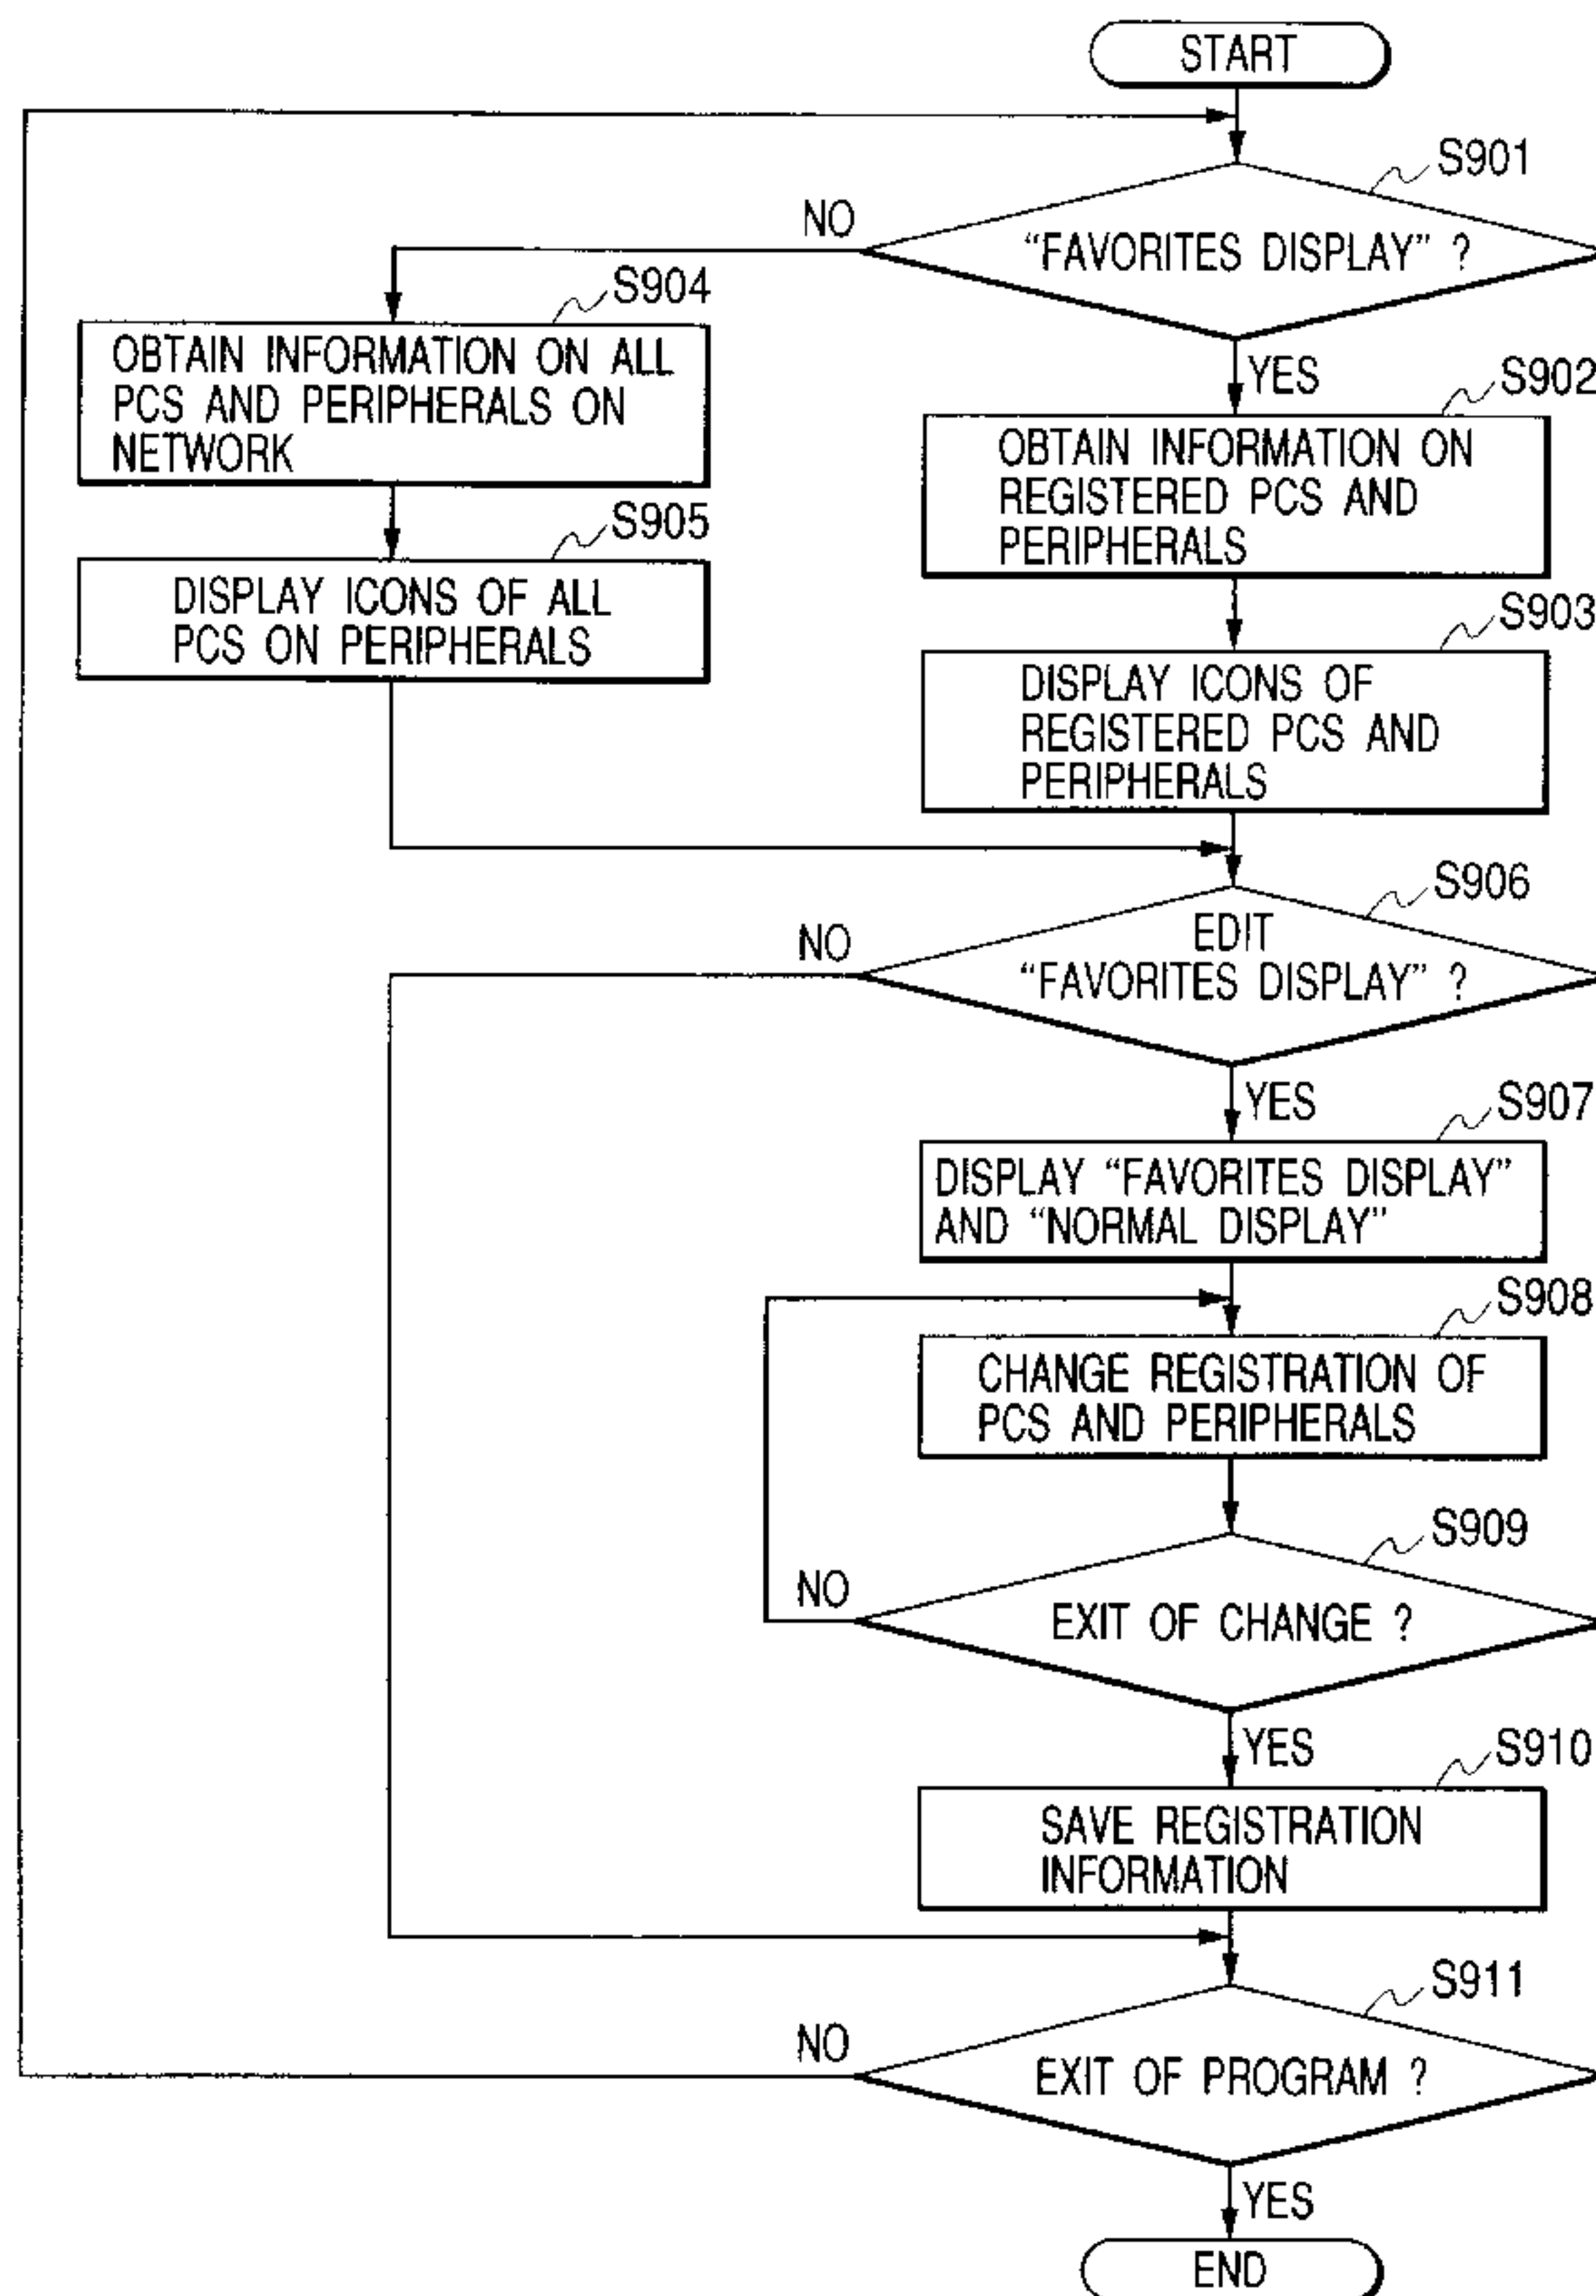 START
S901
NO
“FAVORITES DISPLAY” ?
S904
YES
S902
OBTAIN INFORMATION ON ALL
PCS AND PERIPHERALS ON
NETWORK
OBTAIN INFORMATION ON
REGISTERED PCS AND
PERIPHERALS
S905
DISPLAY ICONS OF ALL
PCS ON PERIPHERALS
S903
DISPLAY ICONS OF
REGISTERED PCS AND
PERIPHERALS
S906
NO
EDIT
“FAVORITES DISPLAY” ?
YES
S907
DISPLAY “FAVORITES DISPLAY”
AND “NORMAL DISPLAY”
S908
CHANGE REGISTRATION OF
PCS AND PERIPHERALS
S909
NO
EXIT OF CHANGE ?
YES
S910
SAVE REGISTRATION
INFORMATION
S911
NO
EXIT OF PROGRAM ?
YES
END